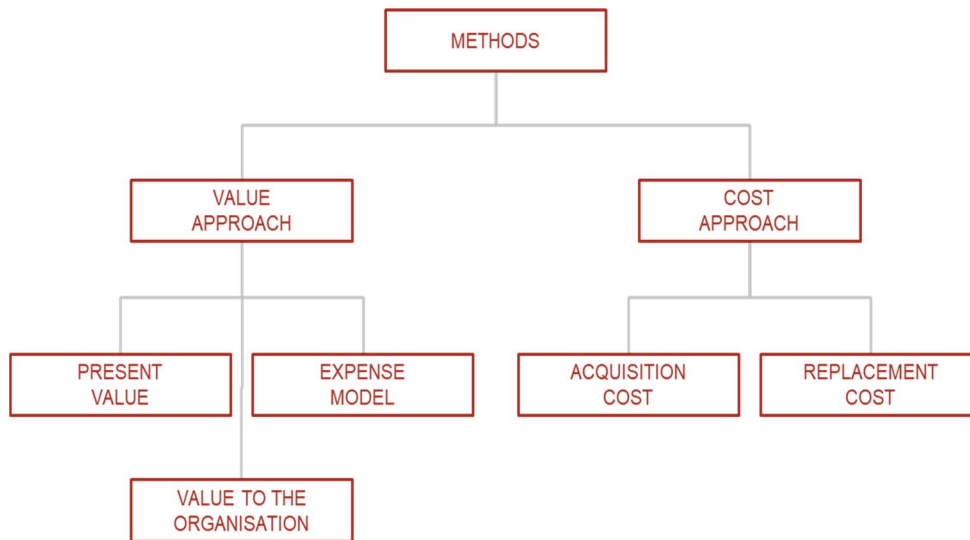 METHODS
VALUE
APPROACH
COST
APPROACH
PRESENT
VALUE
EXPENSE
MODEL
ACQUISITION
COST
REPLACEMENT
COST
VALUE TO THE
ORGANISATION